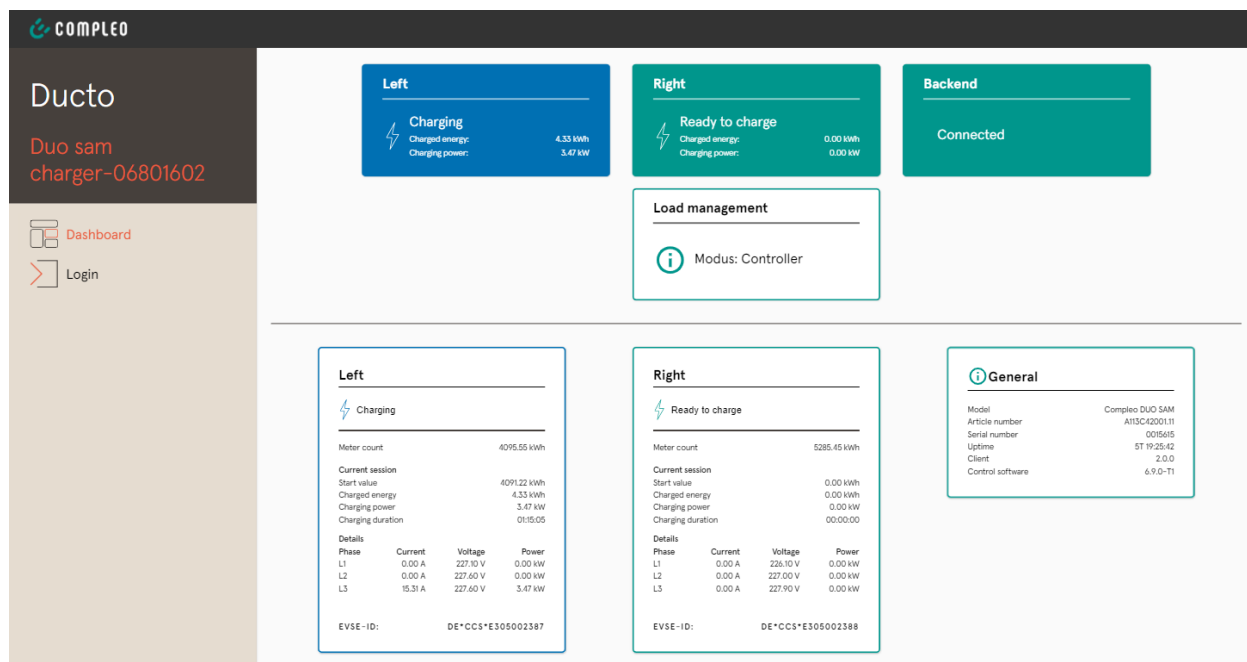 COMPLEO
Ducto
Duo sam
charger-06801602
Dashboard
Login
Left
Charging
Charged energy: 4.33 kWh
Charging power: 3.47 kW
Right
Ready to charge
Charged energy: 0.00 kWh
Charging power: 0.00 kW
Backend
Connected
Load management
Modus: Controller
Left
Charging
Meter count 4095.55 kWh
Current session
Start value 4091.22 kWh
Charged energy 4.33 kWh
Charging power 3.47 kW
Charging duration 01:15:05
Details
Phase Current Voltage Power
L1 0.00 A 227.10 V 0.00 kW
L2 0.00 A 227.60 V 0.00 kW
L3 15.31 A 227.60 V 3.47 kW
EVSE-ID: DE*CCS*E305002387
Right
Ready to charge
Meter count 5285.45 kWh
Current session
Start value 0.00 kWh
Charged energy 0.00 kWh
Charging power 0.00 kW
Charging duration 00:00:00
Details
Phase Current Voltage Power
L1 0.00 A 226.10 V 0.00 kW
L2 0.00 A 227.00 V 0.00 kW
L3 0.00 A 227.90 V 0.00 kW
EVSE-ID: DE*CCS*E305002388
General
Model Compleo DUO SAM
Article number A113C42001.11
Serial number 0015615
Uptime 5T 19:25:42
Client 2.0.0
Control software 6.9.0-T1